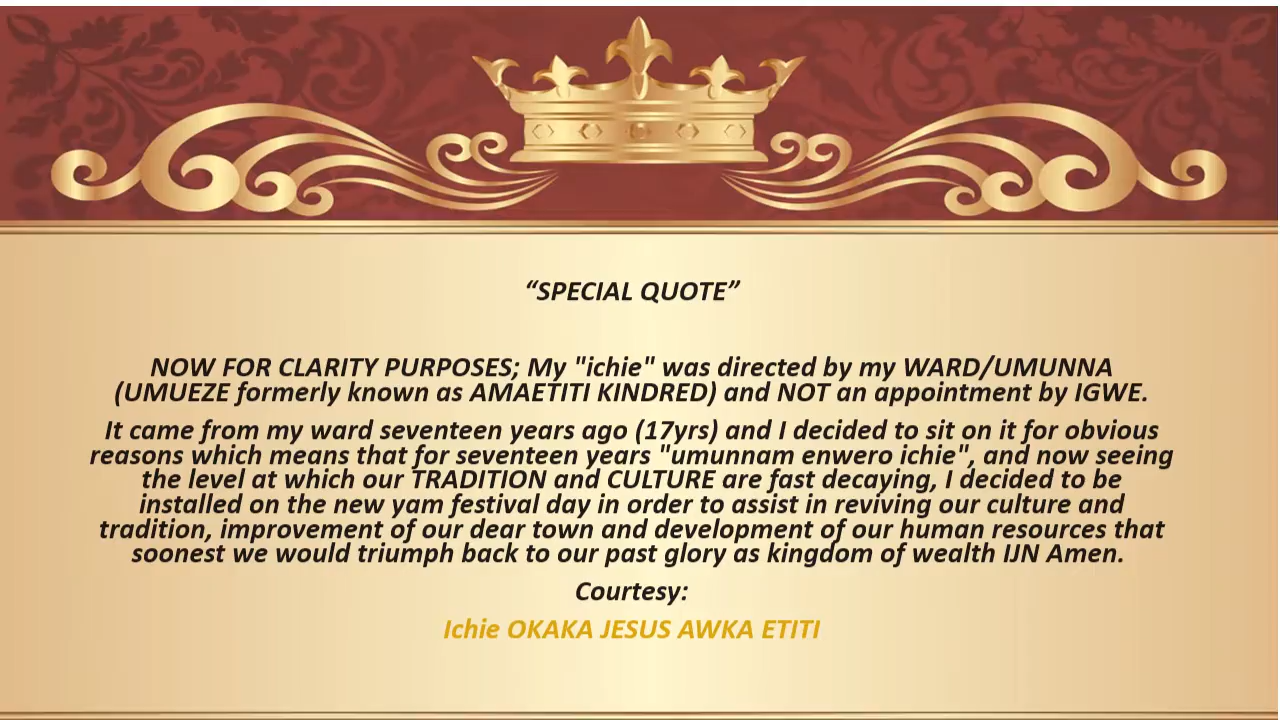 “SPECIAL QUOTE”
NOW FOR CLARITY PURPOSES; My "ichie" was directed by my WARD/UMUNNA
(UMUEZE formerly known as AMAETITI KINDRED) and NOT an appointment by IGWE.
It came from my ward seventeen years ago (17yrs) and I decided to sit on it for obvious
reasons which means that for seventeen years "umunnam enwero ichie", and now seeing
the level at which our TRADITION and CULTURE are fast decaying, I decided to be
installed on the new yam festival day in order to assist in reviving our culture and
tradition, improvement of our dear town and development of our human resources that
soonest we would triumph back to our past glory as kingdom of wealth IJN Amen.
Courtesy:
Ichie OKAKA JESUS AWKA ETITI